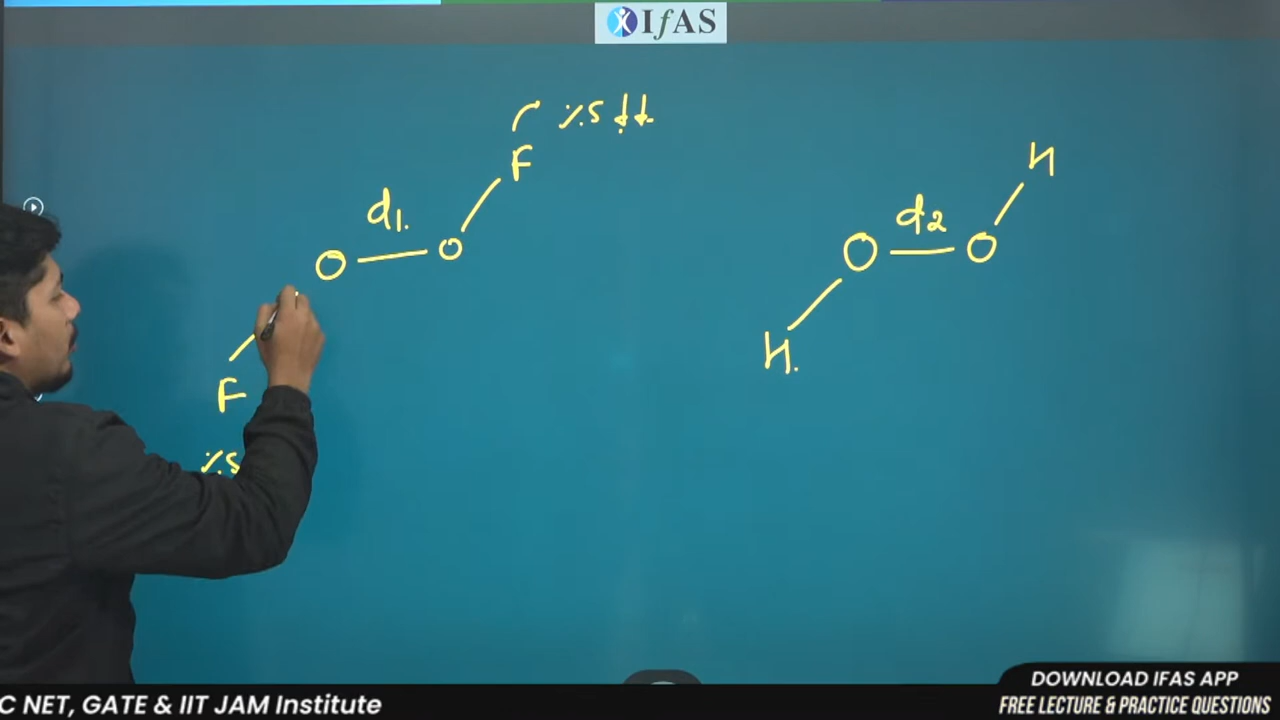 IfAS
%s ↓↓
F
d1.
O — O
F
%s
H
d2
O — O
H.
C NET, GATE & IIT JAM Institute
DOWNLOAD IFAS APP
FREE LECTURE & PRACTICE QUESTIONS